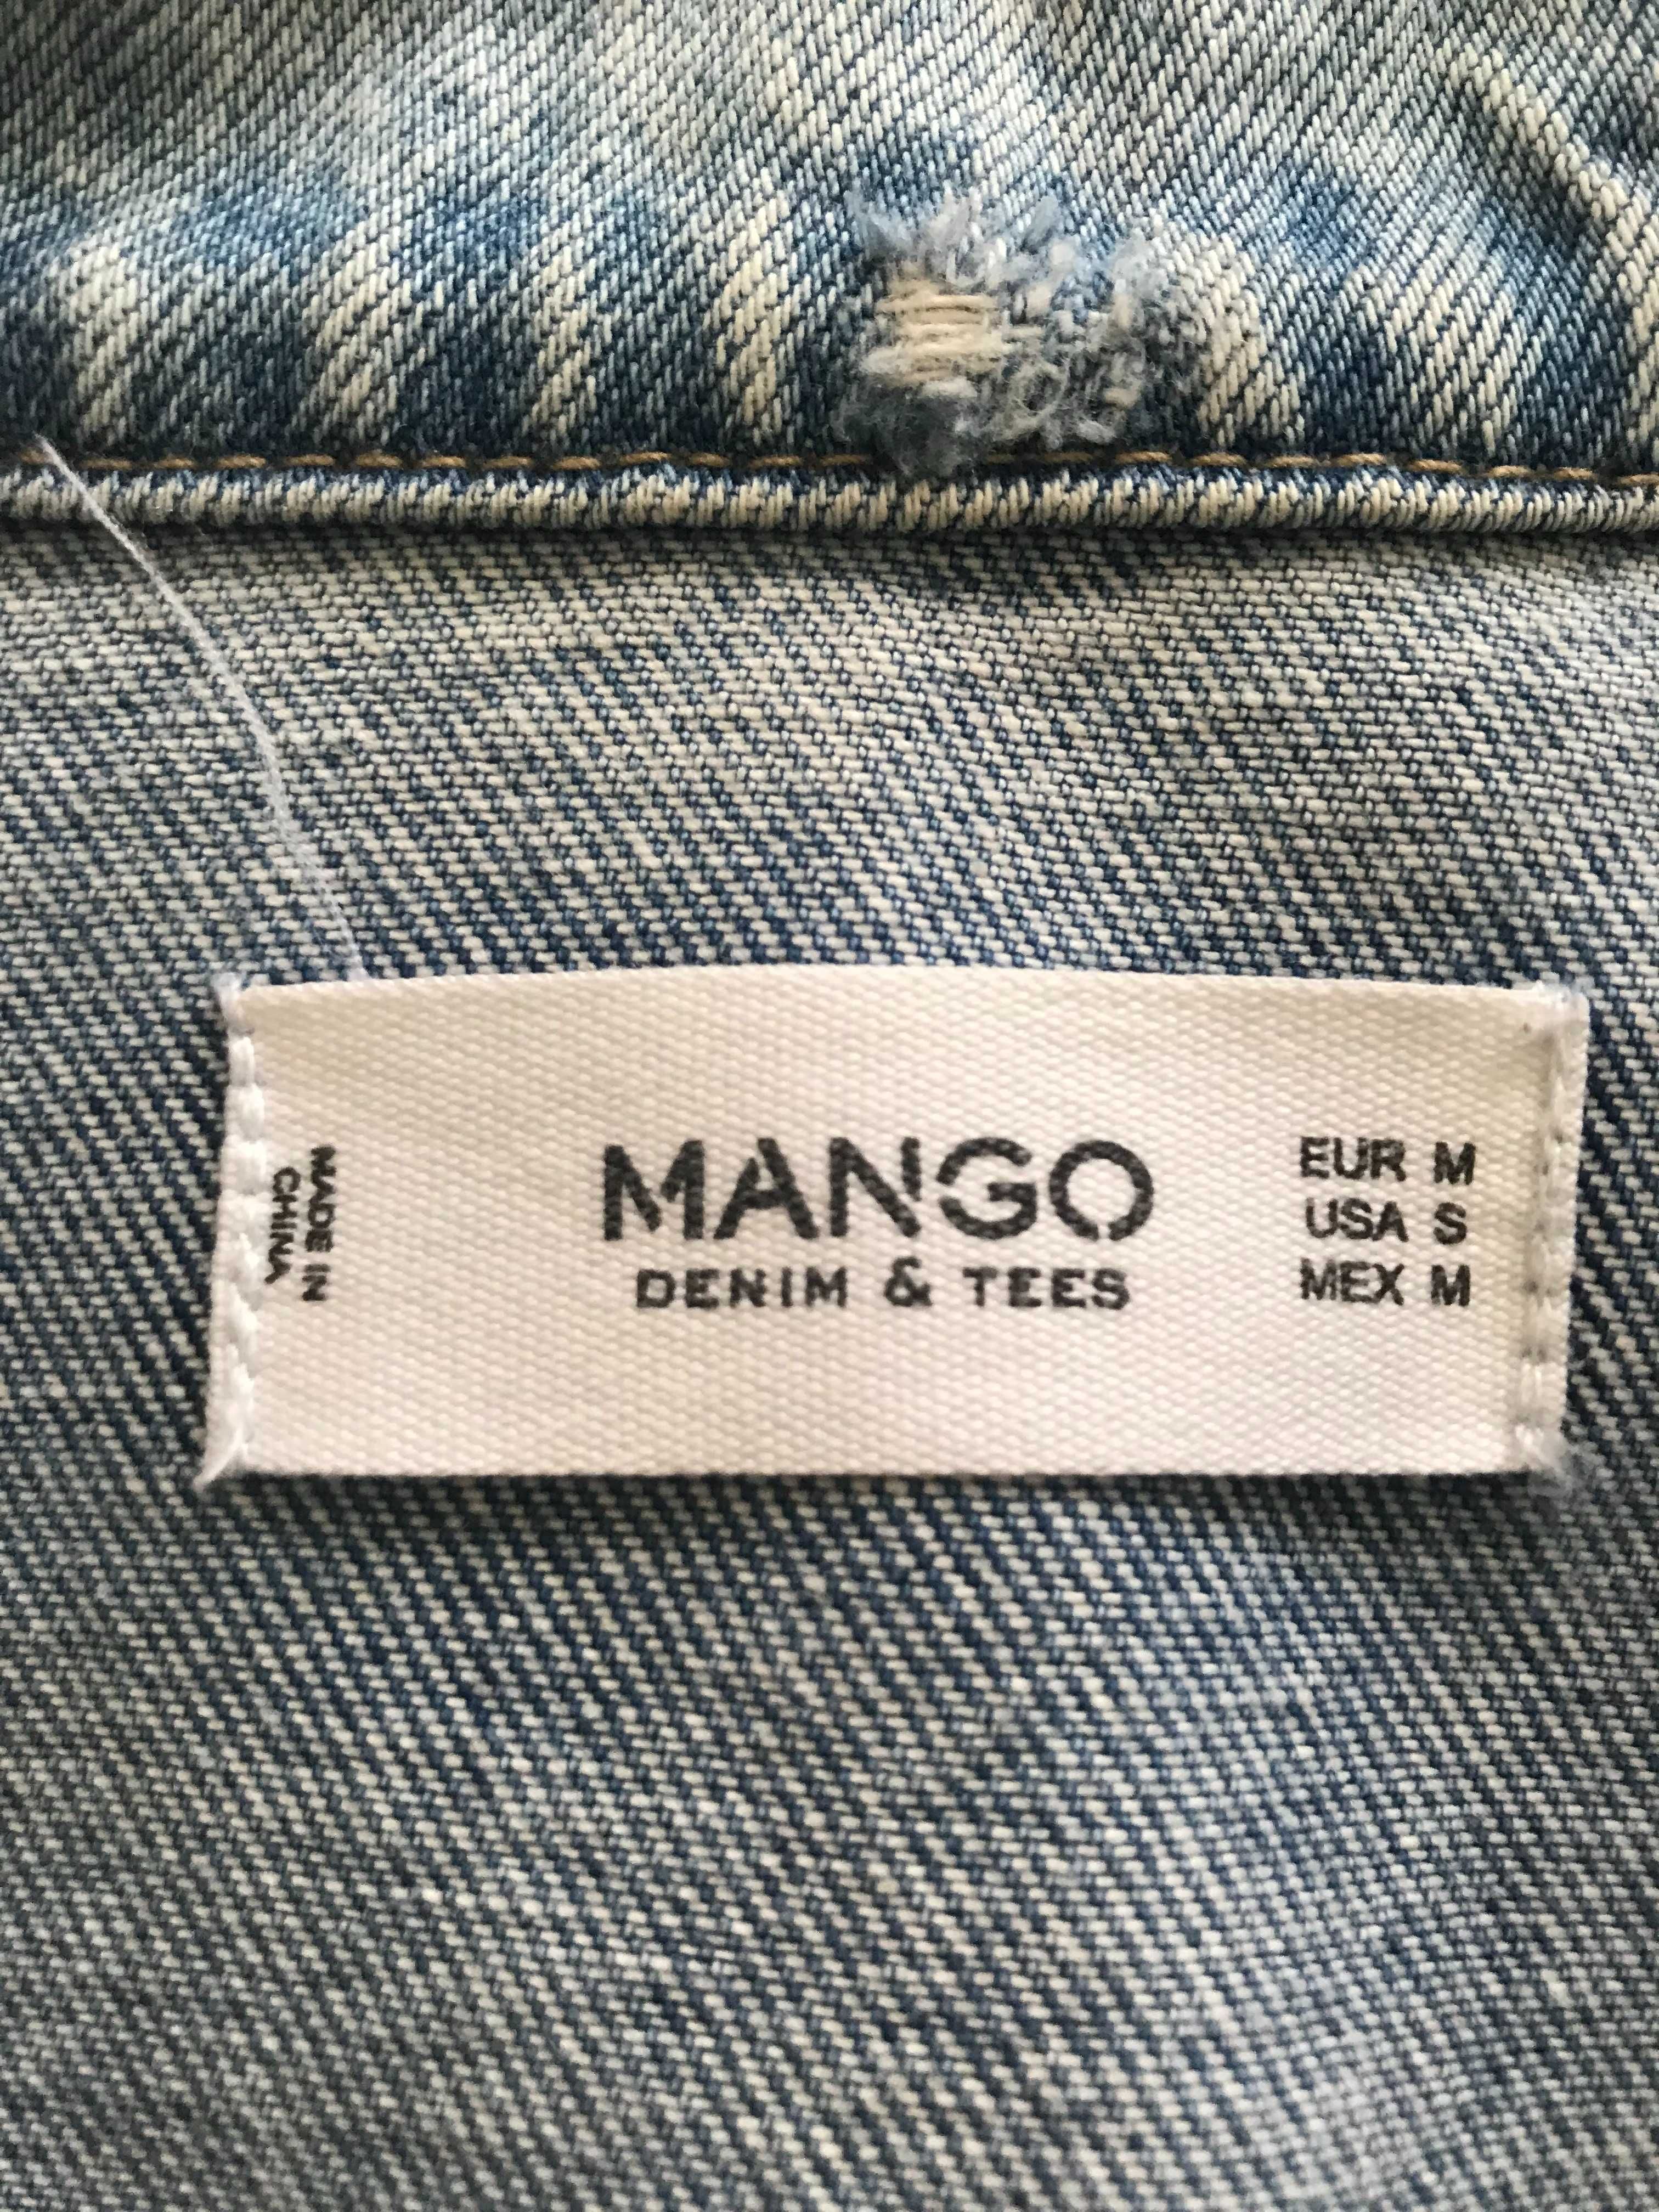 MADE IN
CHINA
MANGO
DENIM & TEES
EUR M
USA S
MEX M